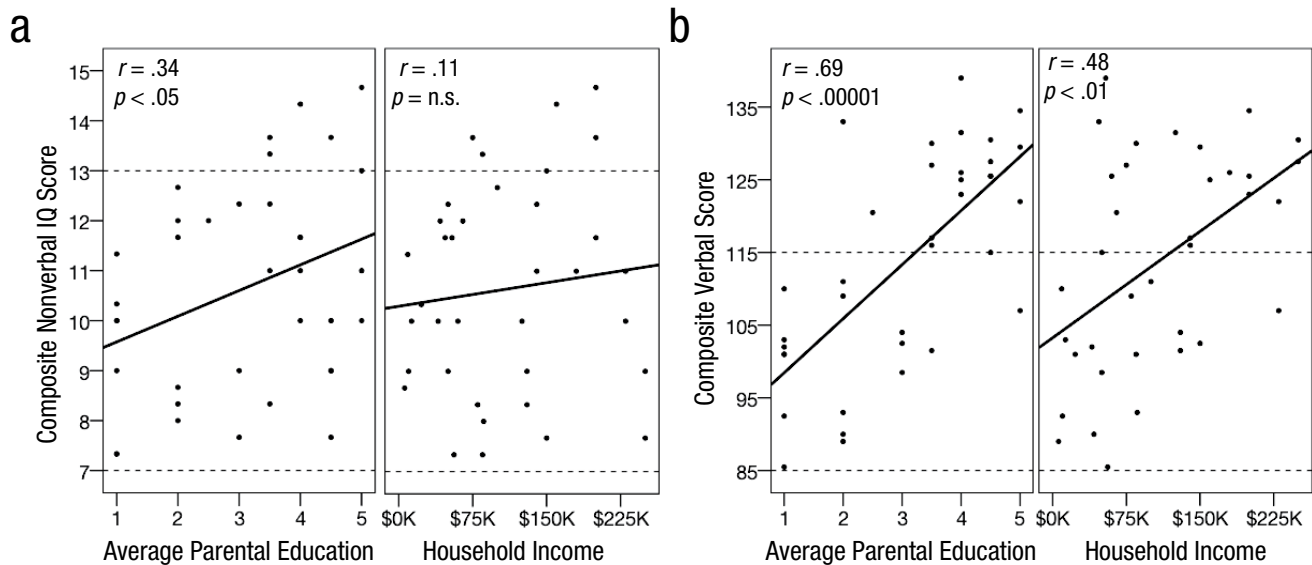 a
b
r = .34
p < .05
r = .11
p = n.s.
r = .69
p < .00001
r = .48
p < .01
Composite Nonverbal IQ Score
15
14
13
12
11
10
9
8
7
1 2 3 4 5
Average Parental Education
$0K $75K $150K $225K
Household Income
Composite Verbal Score
135
125
115
105
95
85
1 2 3 4 5
Average Parental Education
$0K $75K $150K $225K
Household Income